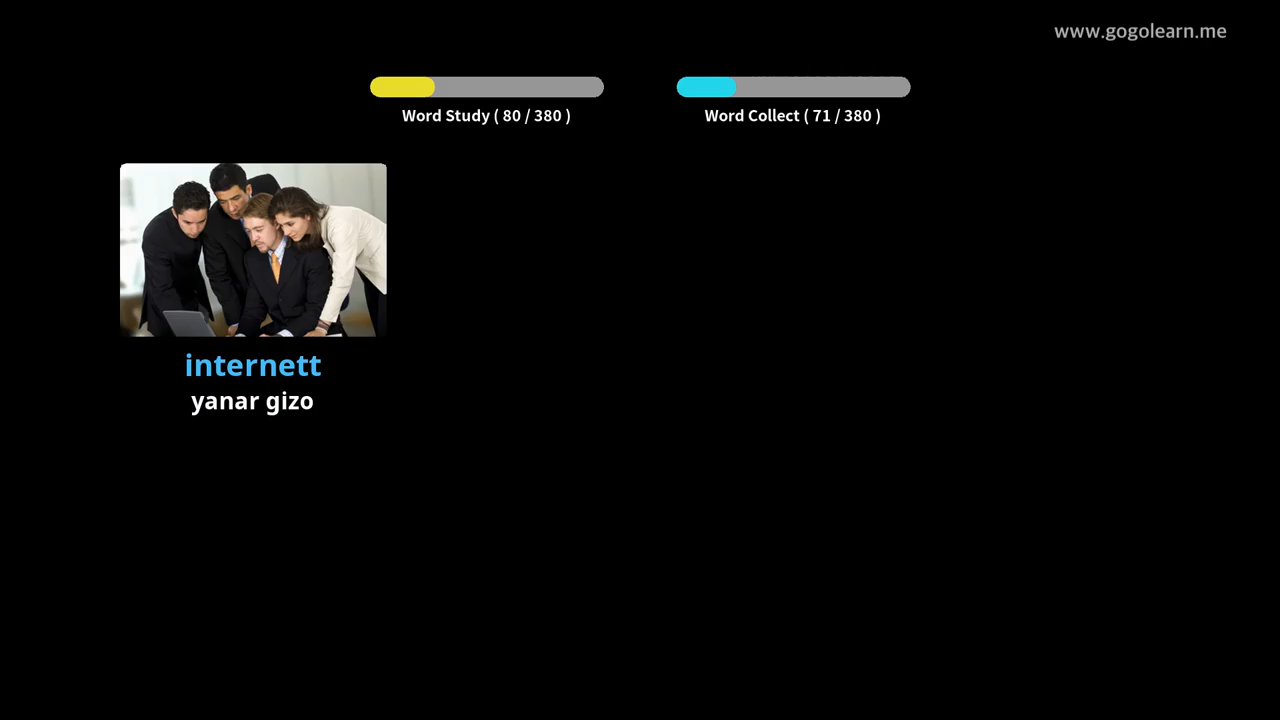 www.gogolearn.me
Word Study ( 80 / 380 )
Word Collect ( 71 / 380 )
internett
yanar gizo